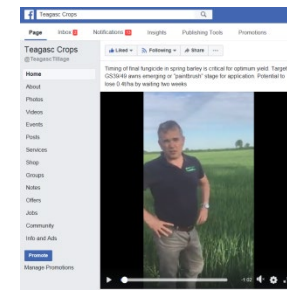 Teagasc Crops
Page Inbox Notifications Insights Publishing Tools Promotions
Teagasc Crops
@TeagascTillage
Liked Following Share ...
Timing of final fungicide in spring barley is critical for optimum yield. Target
GS39/49 awns emerging or "paintbrush" stage for application. Potential to
lose 0.4t/ha by waiting two weeks
Home
About
Photos
Videos
Events
Posts
Services
Shop
Groups
Notes
Offers
Jobs
Community
Info and Ads
Promote
Manage Promotions